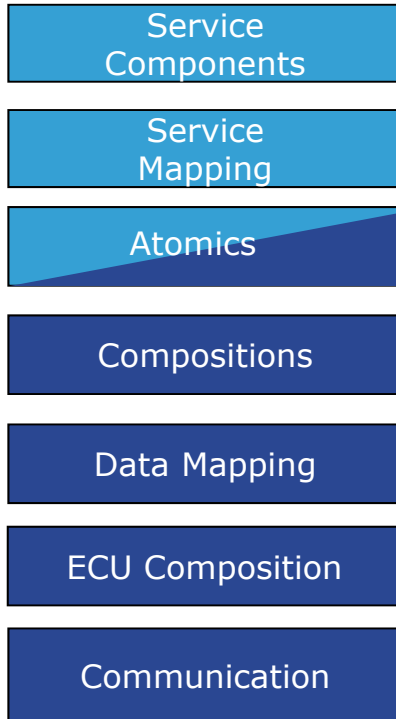 Service
Components
Service
Mapping
Atomics
Compositions
Data Mapping
ECU Composition
Communication